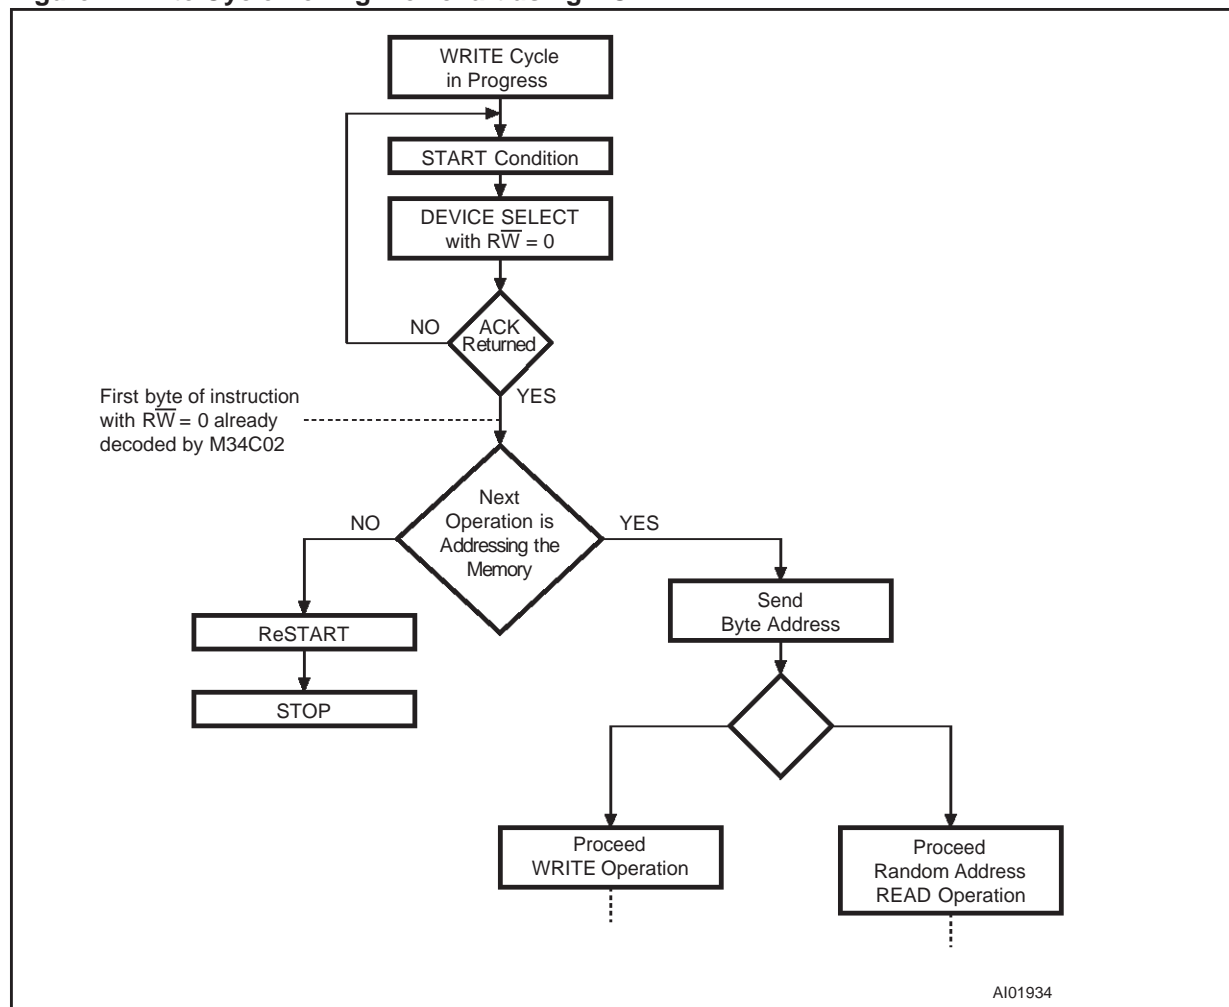 WRITE Cycle
in Progress
START Condition
DEVICE SELECT
with RW̅ = 0
NO
ACK
Returned
YES
First byte of instruction
with RW̅ = 0 already
decoded by M34C02
Next
Operation is
Addressing the
Memory
NO
YES
Send
Byte Address
ReSTART
STOP
Proceed
WRITE Operation
Proceed
Random Address
READ Operation
AI01934